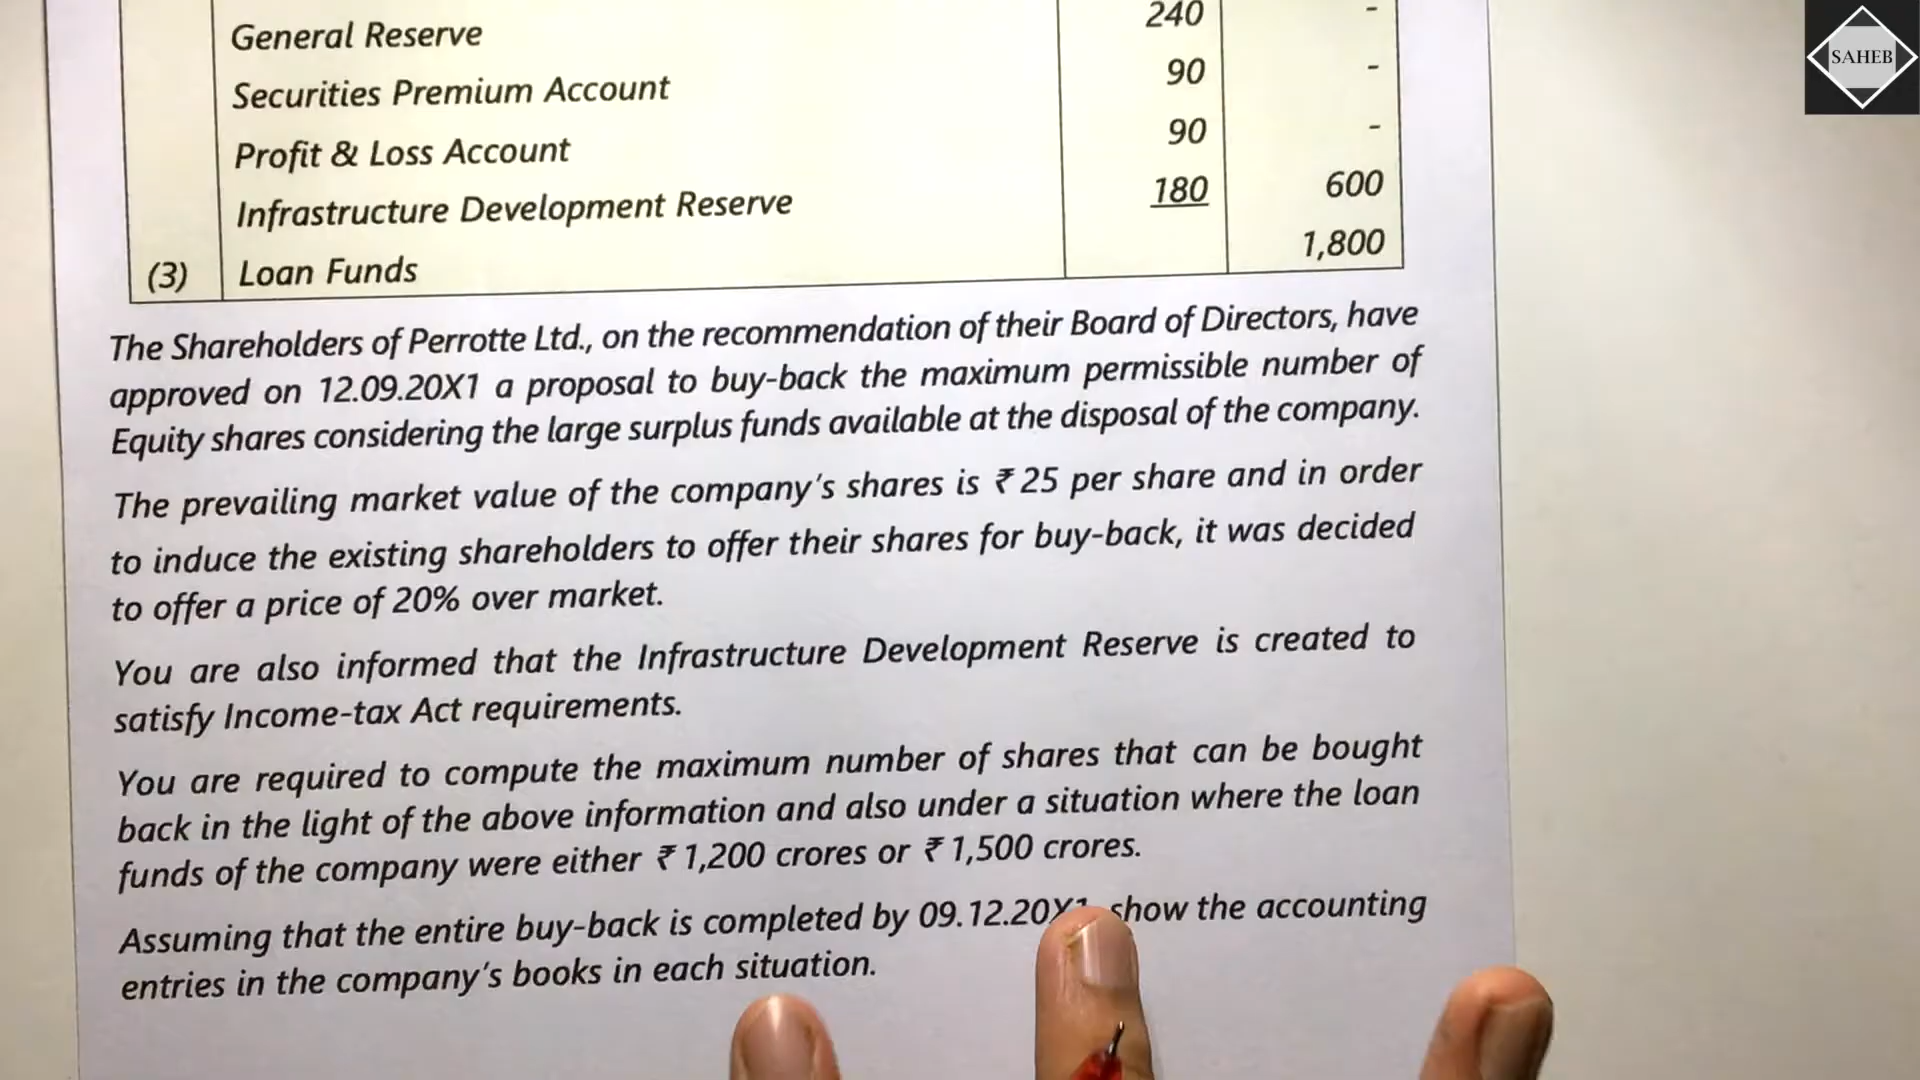 SAHEB
General Reserve 240 -
Securities Premium Account 90 -
Profit & Loss Account 90 -
Infrastructure Development Reserve 180 600
(3) Loan Funds 1,800
The Shareholders of Perrotte Ltd., on the recommendation of their Board of Directors, have
approved on 12.09.20X1 a proposal to buy-back the maximum permissible number of
Equity shares considering the large surplus funds available at the disposal of the company.
The prevailing market value of the company's shares is ₹ 25 per share and in order
to induce the existing shareholders to offer their shares for buy-back, it was decided
to offer a price of 20% over market.
You are also informed that the Infrastructure Development Reserve is created to
satisfy Income-tax Act requirements.
You are required to compute the maximum number of shares that can be bought
back in the light of the above information and also under a situation where the loan
funds of the company were either ₹ 1,200 crores or ₹ 1,500 crores.
Assuming that the entire buy-back is completed by 09.12.20X1 show the accounting
entries in the company's books in each situation.